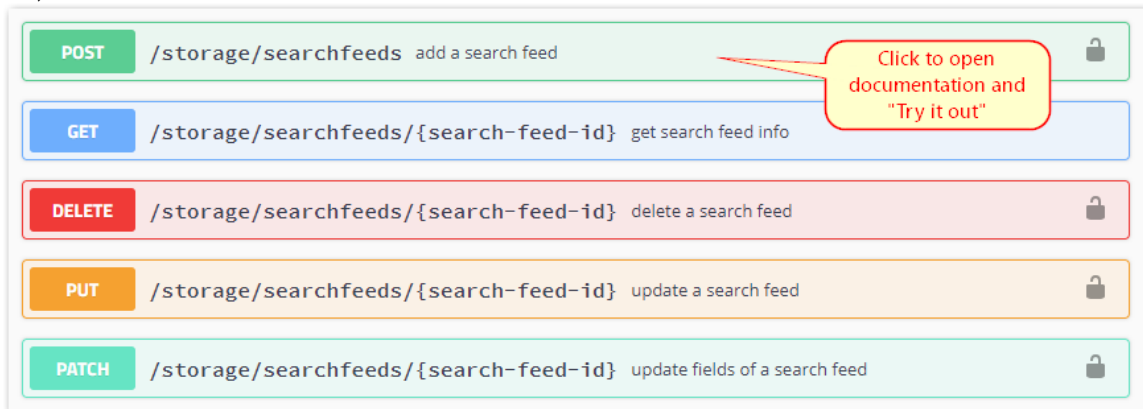 POST /storage/searchfeeds add a search feed
Click to open
documentation and
"Try it out"
GET /storage/searchfeeds/{search-feed-id} get search feed info
DELETE /storage/searchfeeds/{search-feed-id} delete a search feed
PUT /storage/searchfeeds/{search-feed-id} update a search feed
PATCH /storage/searchfeeds/{search-feed-id} update fields of a search feed